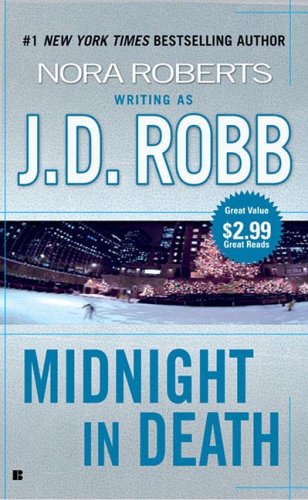 #1 NEW YORK TIMES BESTSELLING AUTHOR
NORA ROBERTS
WRITING AS
J.D. ROBB
Great Value
$2.99
Great Reads
MIDNIGHT
IN DEATH
B